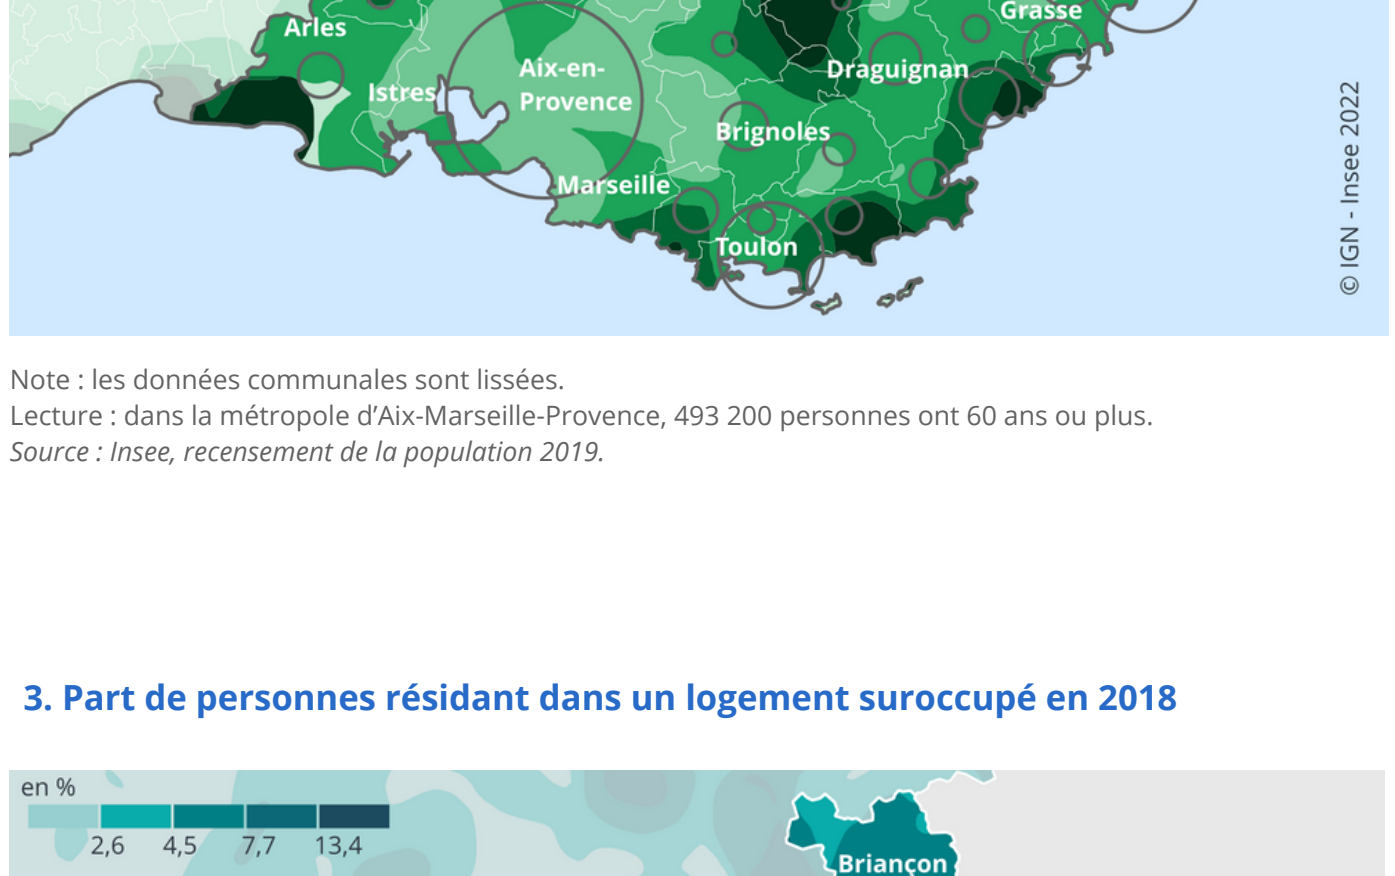 Grasse
Arles
Aix-en-
Provence
Draguignan
Istres
Brignoles
Marseille
Toulon
© IGN - Insee 2022
Note : les données communales sont lissées.
Lecture : dans la métropole d’Aix-Marseille-Provence, 493 200 personnes ont 60 ans ou plus.
Source : Insee, recensement de la population 2019.
3. Part de personnes résidant dans un logement suroccupé en 2018
en %
2,6 4,5 7,7 13,4
Briançon